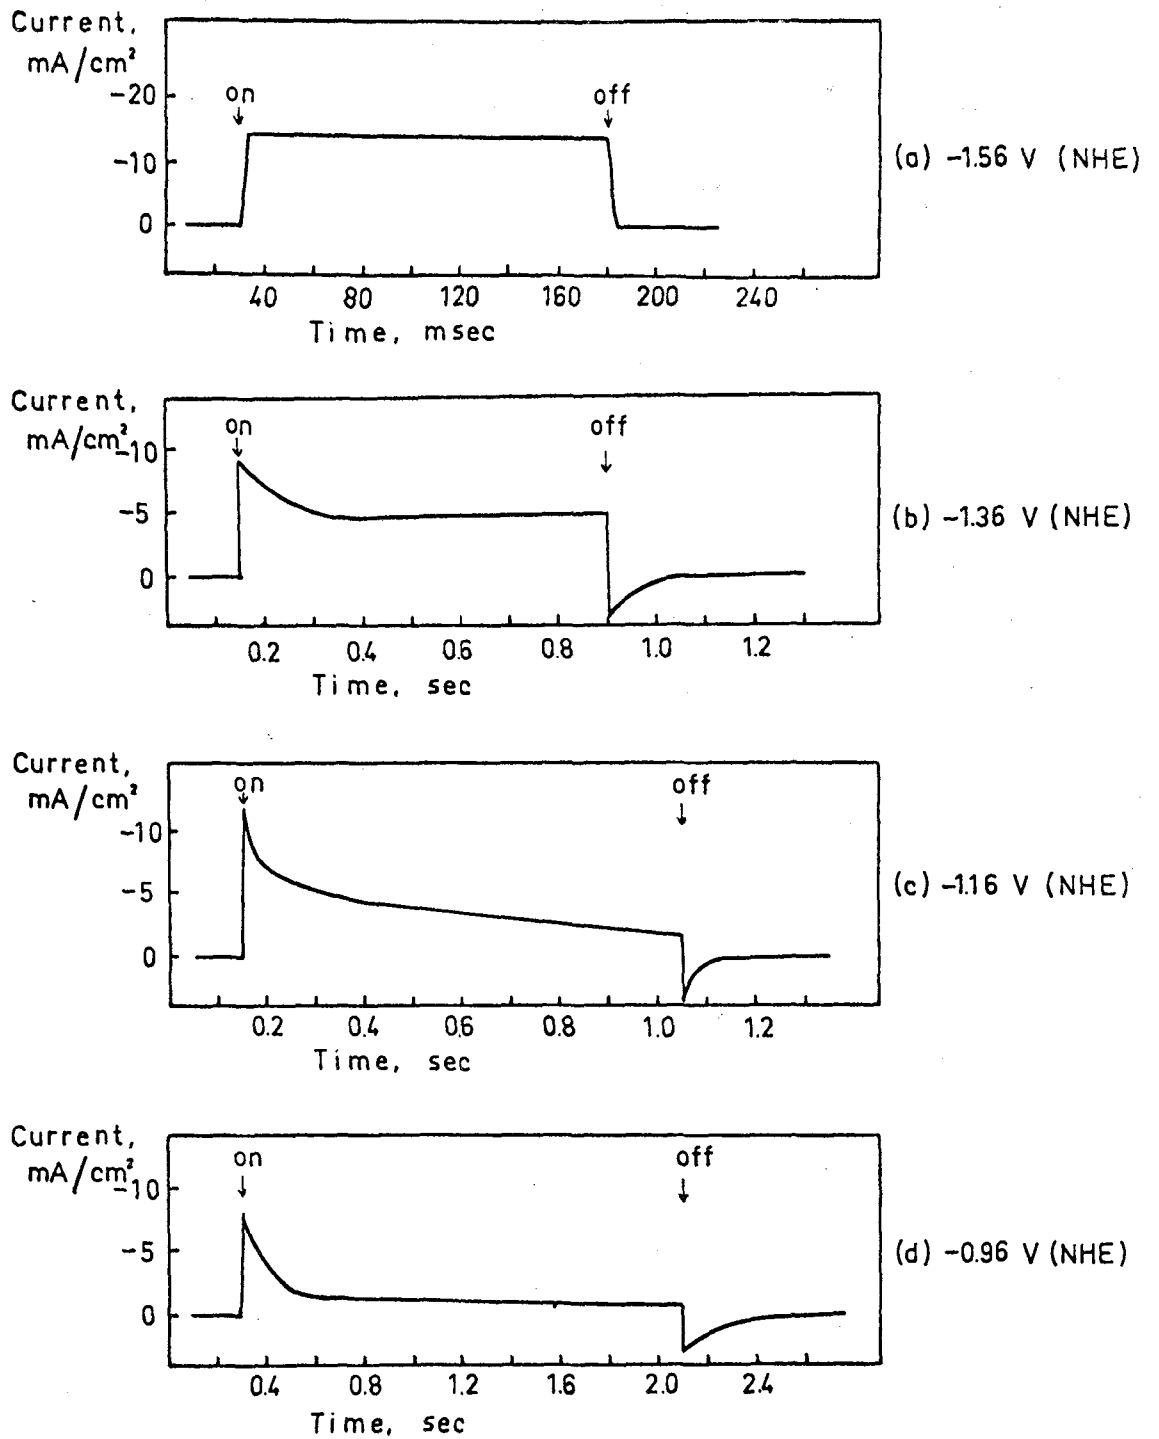 Current,
mA/cm²
-20
-10
0
on
off
40 80 120 160 200 240
Time, msec
(a) -1.56 V (NHE)
Current,
mA/cm²
-10
-5
0
on
off
0.2 0.4 0.6 0.8 1.0 1.2
Time, sec
(b) -1.36 V (NHE)
Current,
mA/cm²
-10
-5
0
on
off
0.2 0.4 0.6 0.8 1.0 1.2
Time, sec
(c) -1.16 V (NHE)
Current,
mA/cm²
-10
-5
0
on
off
0.4 0.8 1.2 1.6 2.0 2.4
Time, sec
(d) -0.96 V (NHE)